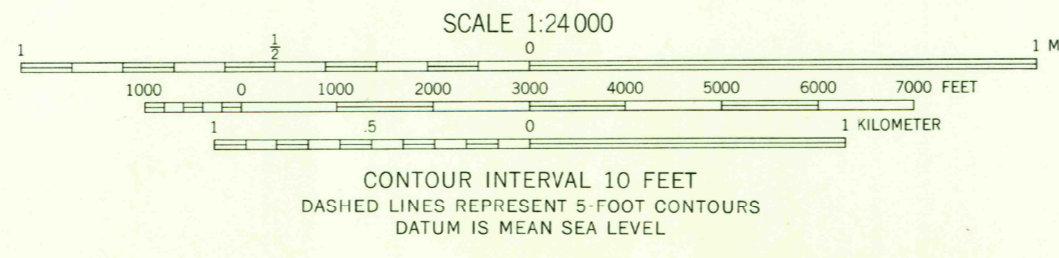 SCALE 1:24 000
1 1/2 0 1 M
1000 0 1000 2000 3000 4000 5000 6000 7000 FEET
1 .5 0 1 KILOMETER
CONTOUR INTERVAL 10 FEET
DASHED LINES REPRESENT 5-FOOT CONTOURS
DATUM IS MEAN SEA LEVEL